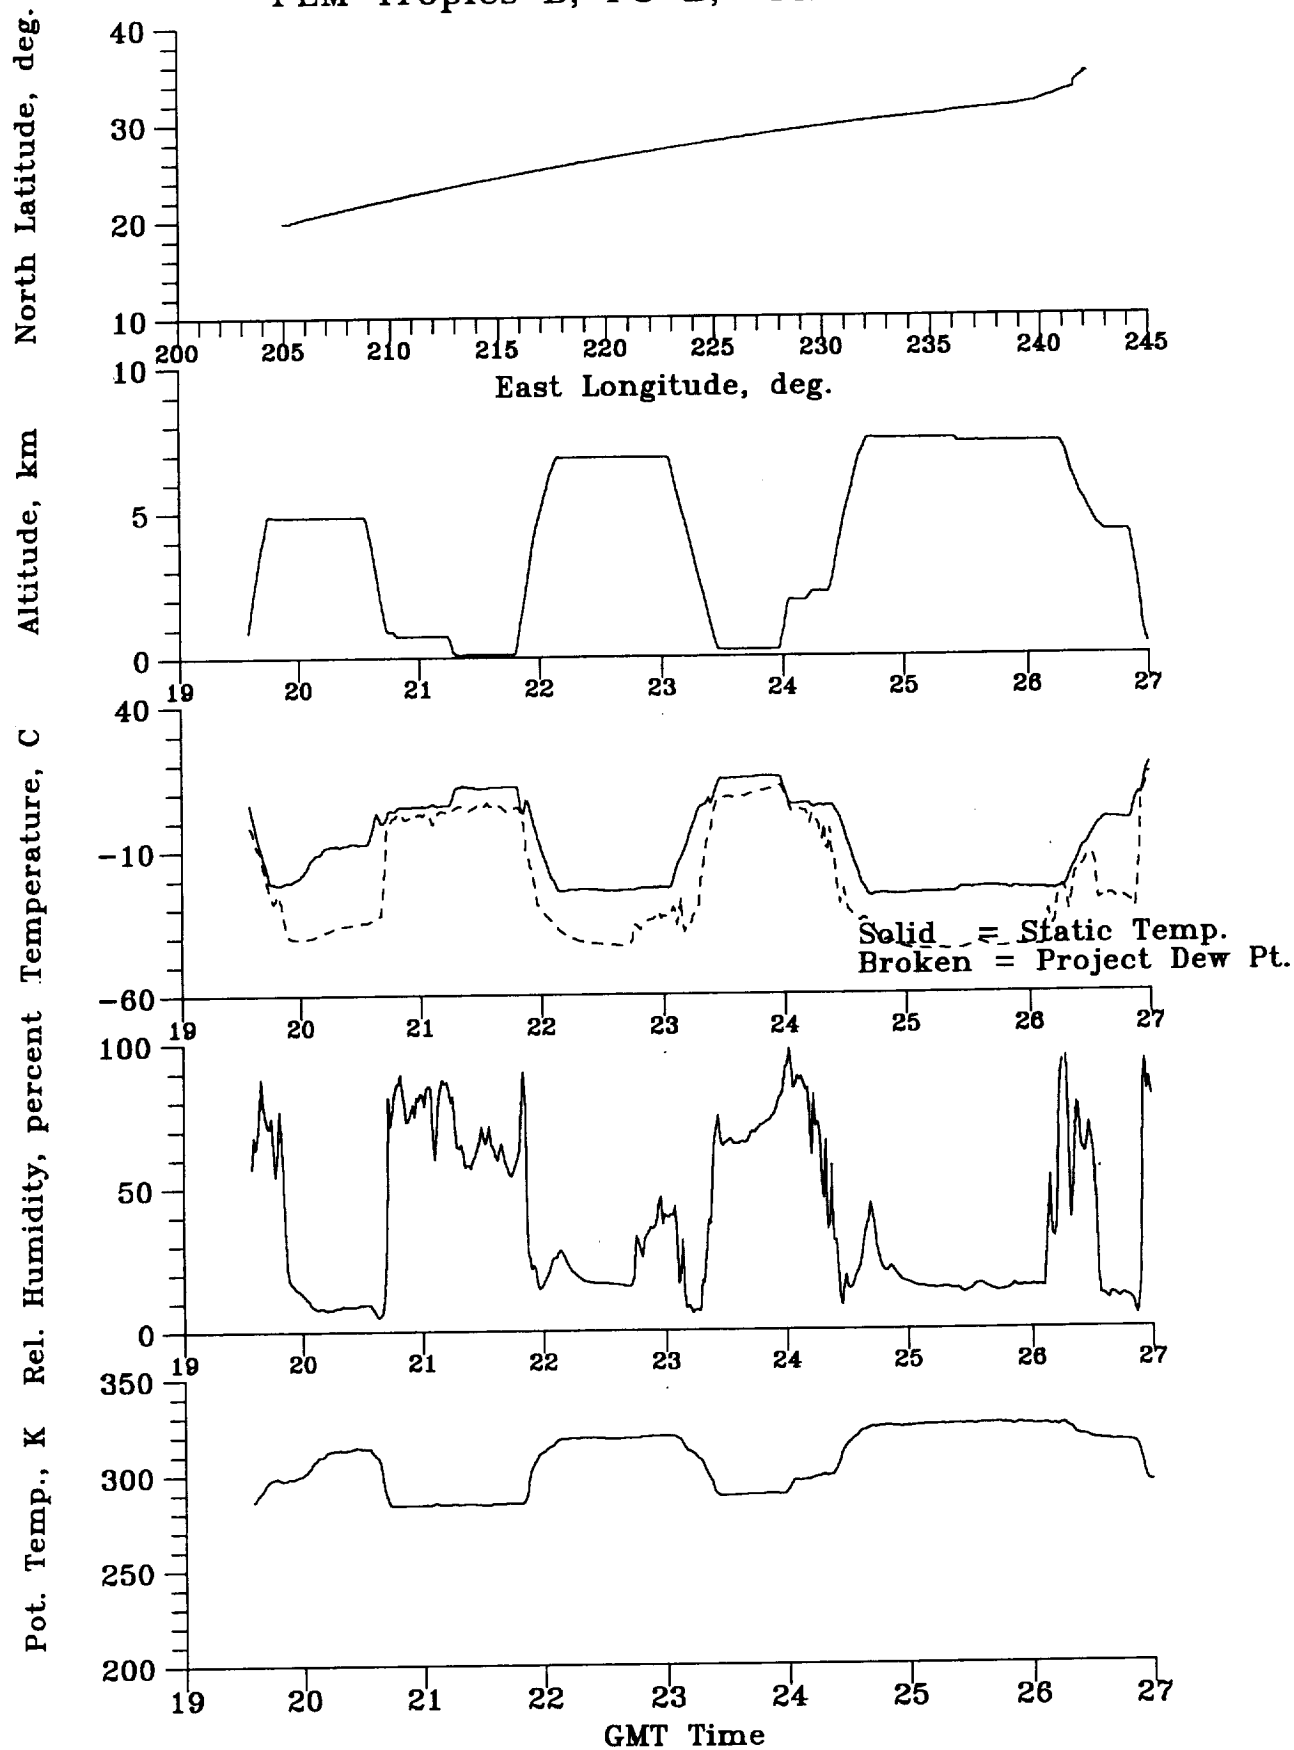 PEM Tropics B,
North Latitude, deg.
40
30
20
10
200 205 210 215 220 225 230 235 240 245
East Longitude, deg.
Altitude, km
10
5
0
19 20 21 22 23 24 25 26 27
Temperature, C
40
-10
-60
Solid = Static Temp.
Broken = Project Dew Pt.
19 20 21 22 23 24 25 26 27
Rel. Humidity, percent
100
50
0
19 20 21 22 23 24 25 26 27
Pot. Temp., K
350
300
250
200
19 20 21 22 23 24 25 26 27
GMT Time